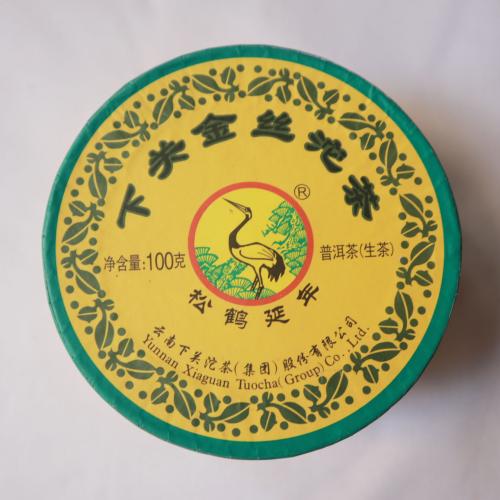 下关金丝沱茶
®
净含量:100克
普洱茶(生茶)
松鹤延年
云南下关沱茶(集团)股份有限公司
Yunnan Xiaguan Tuocha(Group)Co.,Ltd.